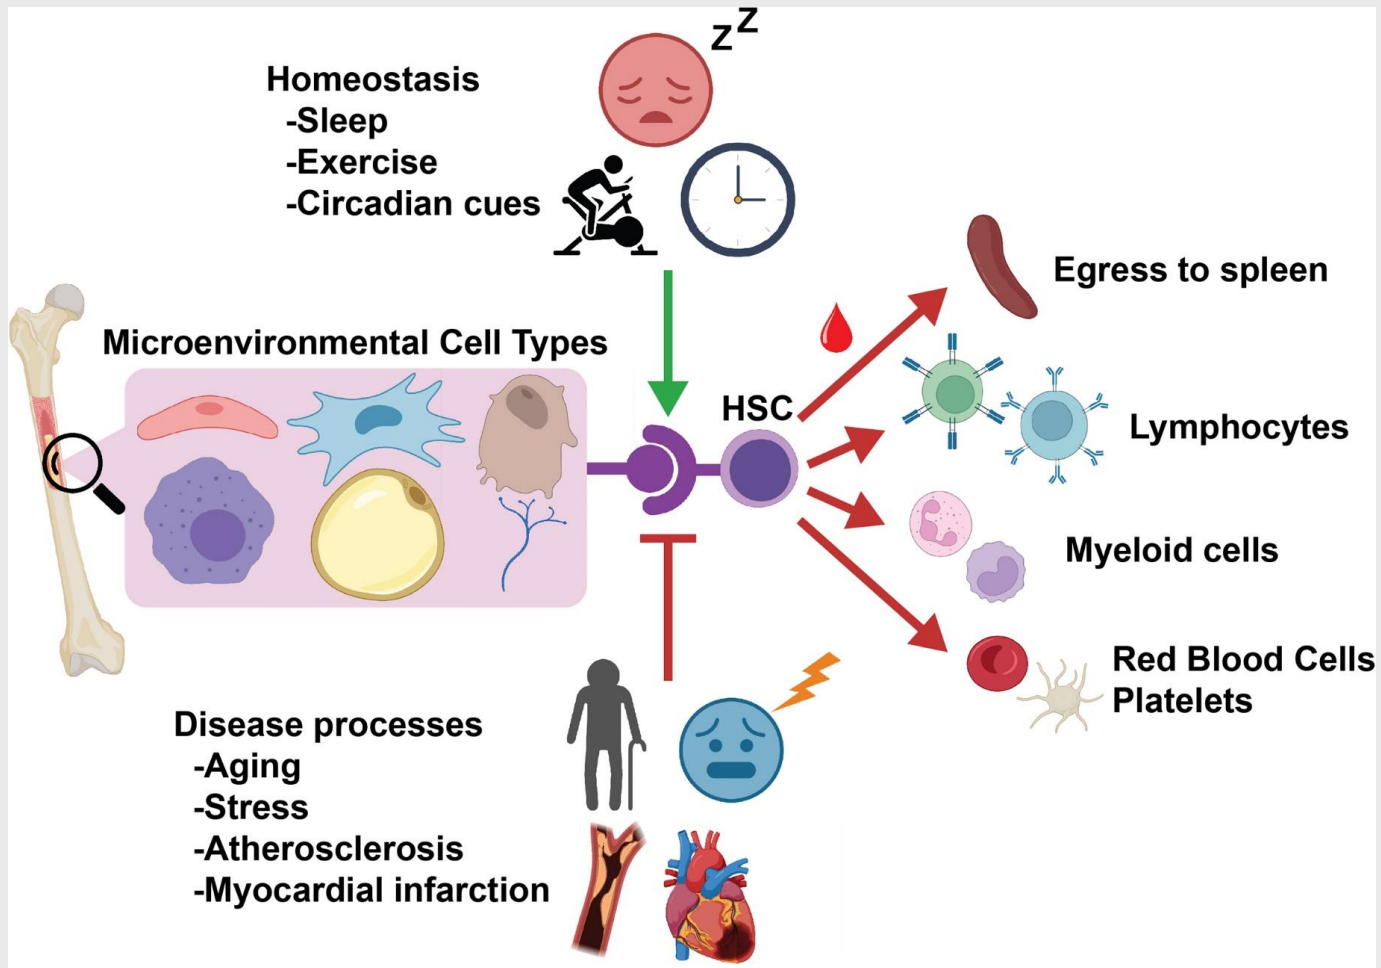 z z
Homeostasis
-Sleep
-Exercise
-Circadian cues
Egress to spleen
Microenvironmental Cell Types
HSC
Lymphocytes
Myeloid cells
Red Blood Cells
Platelets
Disease processes
-Aging
-Stress
-Atherosclerosis
-Myocardial infarction